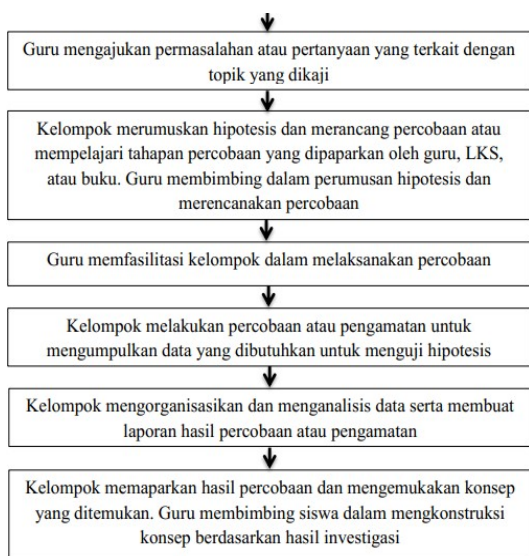 Guru mengajukan permasalahan atau pertanyaan yang terkait dengan
topik yang dikaji
Kelompok merumuskan hipotesis dan merancang percobaan atau
mempelajari tahapan percobaan yang dipaparkan oleh guru, LKS,
atau buku. Guru membimbing dalam perumusan hipotesis dan
merencanakan percobaan
Guru memfasilitasi kelompok dalam melaksanakan percobaan
Kelompok melakukan percobaan atau pengamatan untuk
mengumpulkan data yang dibutuhkan untuk menguji hipotesis
Kelompok mengorganisasikan dan menganalisis data serta membuat
laporan hasil percobaan atau pengamatan
Kelompok memaparkan hasil percobaan dan mengemukakan konsep
yang ditemukan. Guru membimbing siswa dalam mengkonstruksi
konsep berdasarkan hasil investigasi